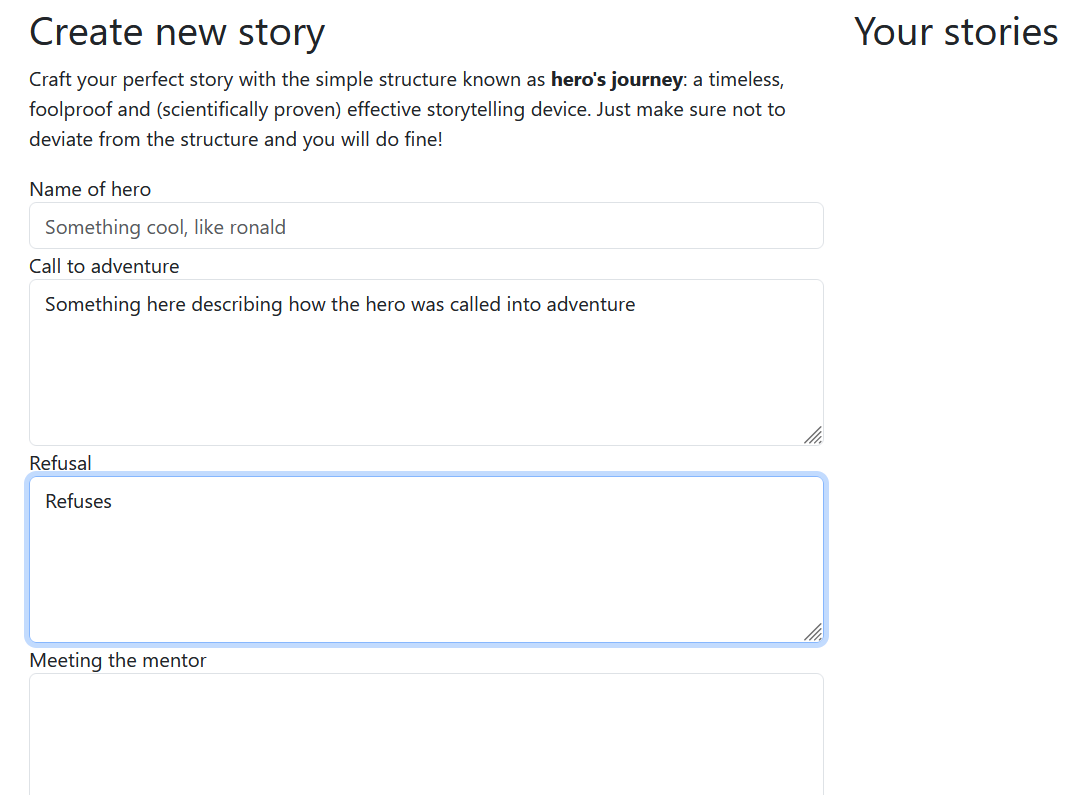 Create new story
Your stories
Craft your perfect story with the simple structure known as hero's journey: a timeless,
foolproof and (scientifically proven) effective storytelling device. Just make sure not to
deviate from the structure and you will do fine!
Name of hero
Something cool, like ronald
Call to adventure
Something here describing how the hero was called into adventure
Refusal
Refuses
Meeting the mentor